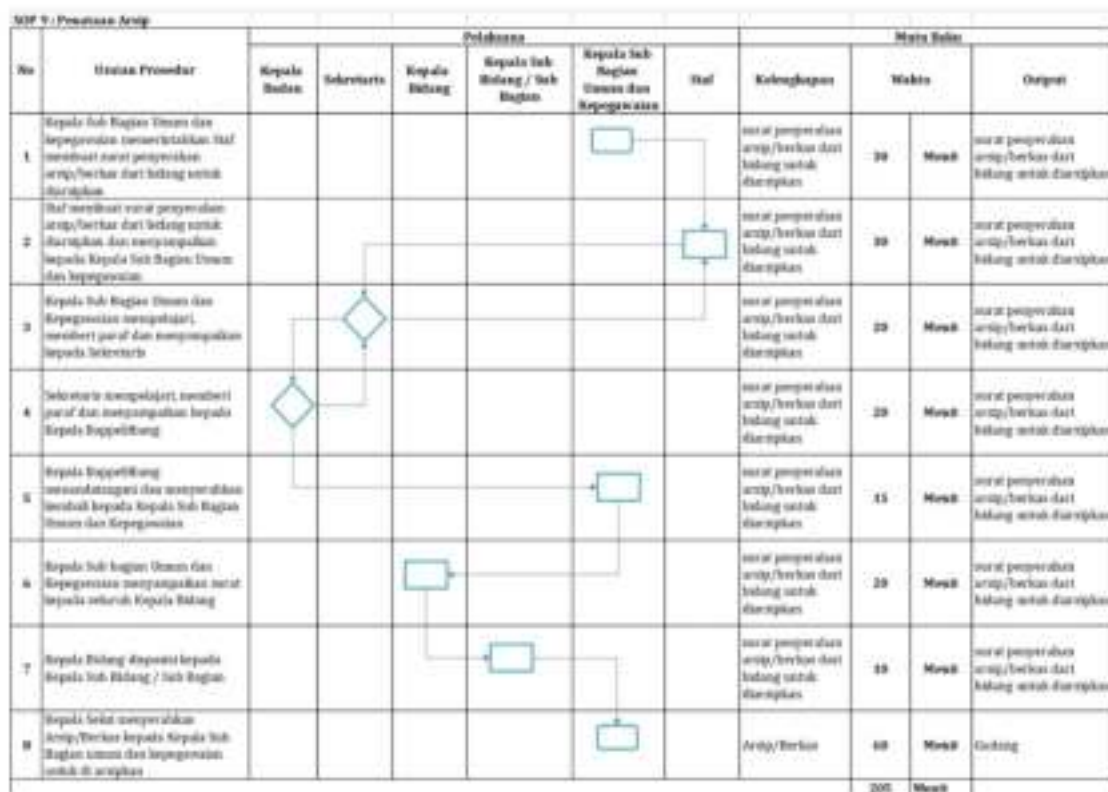 SOP 9 : Penataan Arsip
No
Uraian Prosedur
Pelaksana
Mutu Baku
Kepala
Badan
Sekretaris
Kepala
Bidang
Kepala Sub
Bidang / Sub
Bagian
Kepala Sub
Bagian
Umum dan
Kepegawaian
Staf
Kelengkapan
Waktu
Output
1
Kepala Sub Bagian Umum dan
kepegawaian memerintahkan Staf
membuat surat penyerahan
arsip/berkas dari bidang untuk
diarsipkan
surat penyerahan
arsip/berkas dari
bidang untuk
diarsipkan
30
Menit
surat penyerahan
arsip/berkas dari
bidang untuk diarsipkan
2
Staf membuat surat penyerahan
arsip/berkas dari bidang untuk
diarsipkan dan menyampaikan
kepada Kepala Sub Bagian Umum
dan kepegawaian
surat penyerahan
arsip/berkas dari
bidang untuk
diarsipkan
30
Menit
surat penyerahan
arsip/berkas dari
bidang untuk diarsipkan
3
Kepala Sub Bagian Umum dan
Kepegawaian mempelajari,
memberi paraf dan menyampaikan
kepada Sekretaris
surat penyerahan
arsip/berkas dari
bidang untuk
diarsipkan
20
Menit
surat penyerahan
arsip/berkas dari
bidang untuk diarsipkan
4
Sekretaris mempelajari, memberi
paraf dan menyampaikan kepada
Kepala Bappelitbang
surat penyerahan
arsip/berkas dari
bidang untuk
diarsipkan
20
Menit
surat penyerahan
arsip/berkas dari
bidang untuk diarsipkan
5
Kepala Bappelitbang
menandatangani dan menyerahkan
kembali kepada Kepala Sub Bagian
Umum dan Kepegawaian
surat penyerahan
arsip/berkas dari
bidang untuk
diarsipkan
15
Menit
surat penyerahan
arsip/berkas dari
bidang untuk diarsipkan
6
Kepala Sub bagian Umum dan
Kepegawaian menyampaikan surat
kepada seluruh Kepala Bidang
surat penyerahan
arsip/berkas dari
bidang untuk
diarsipkan
20
Menit
surat penyerahan
arsip/berkas dari
bidang untuk diarsipkan
7
Kepala Bidang disposisi kepada
Kepala Sub Bidang / Sub Bagian
surat penyerahan
arsip/berkas dari
bidang untuk
diarsipkan
10
Menit
surat penyerahan
arsip/berkas dari
bidang untuk diarsipkan
8
Kepala menyerahkan
Arsip/Berkas kepada Kepala Sub
Bagian umum dan kepegawaian
untuk di arsipkan
Arsip/Berkas
60
Menit
Gudang
205
Menit